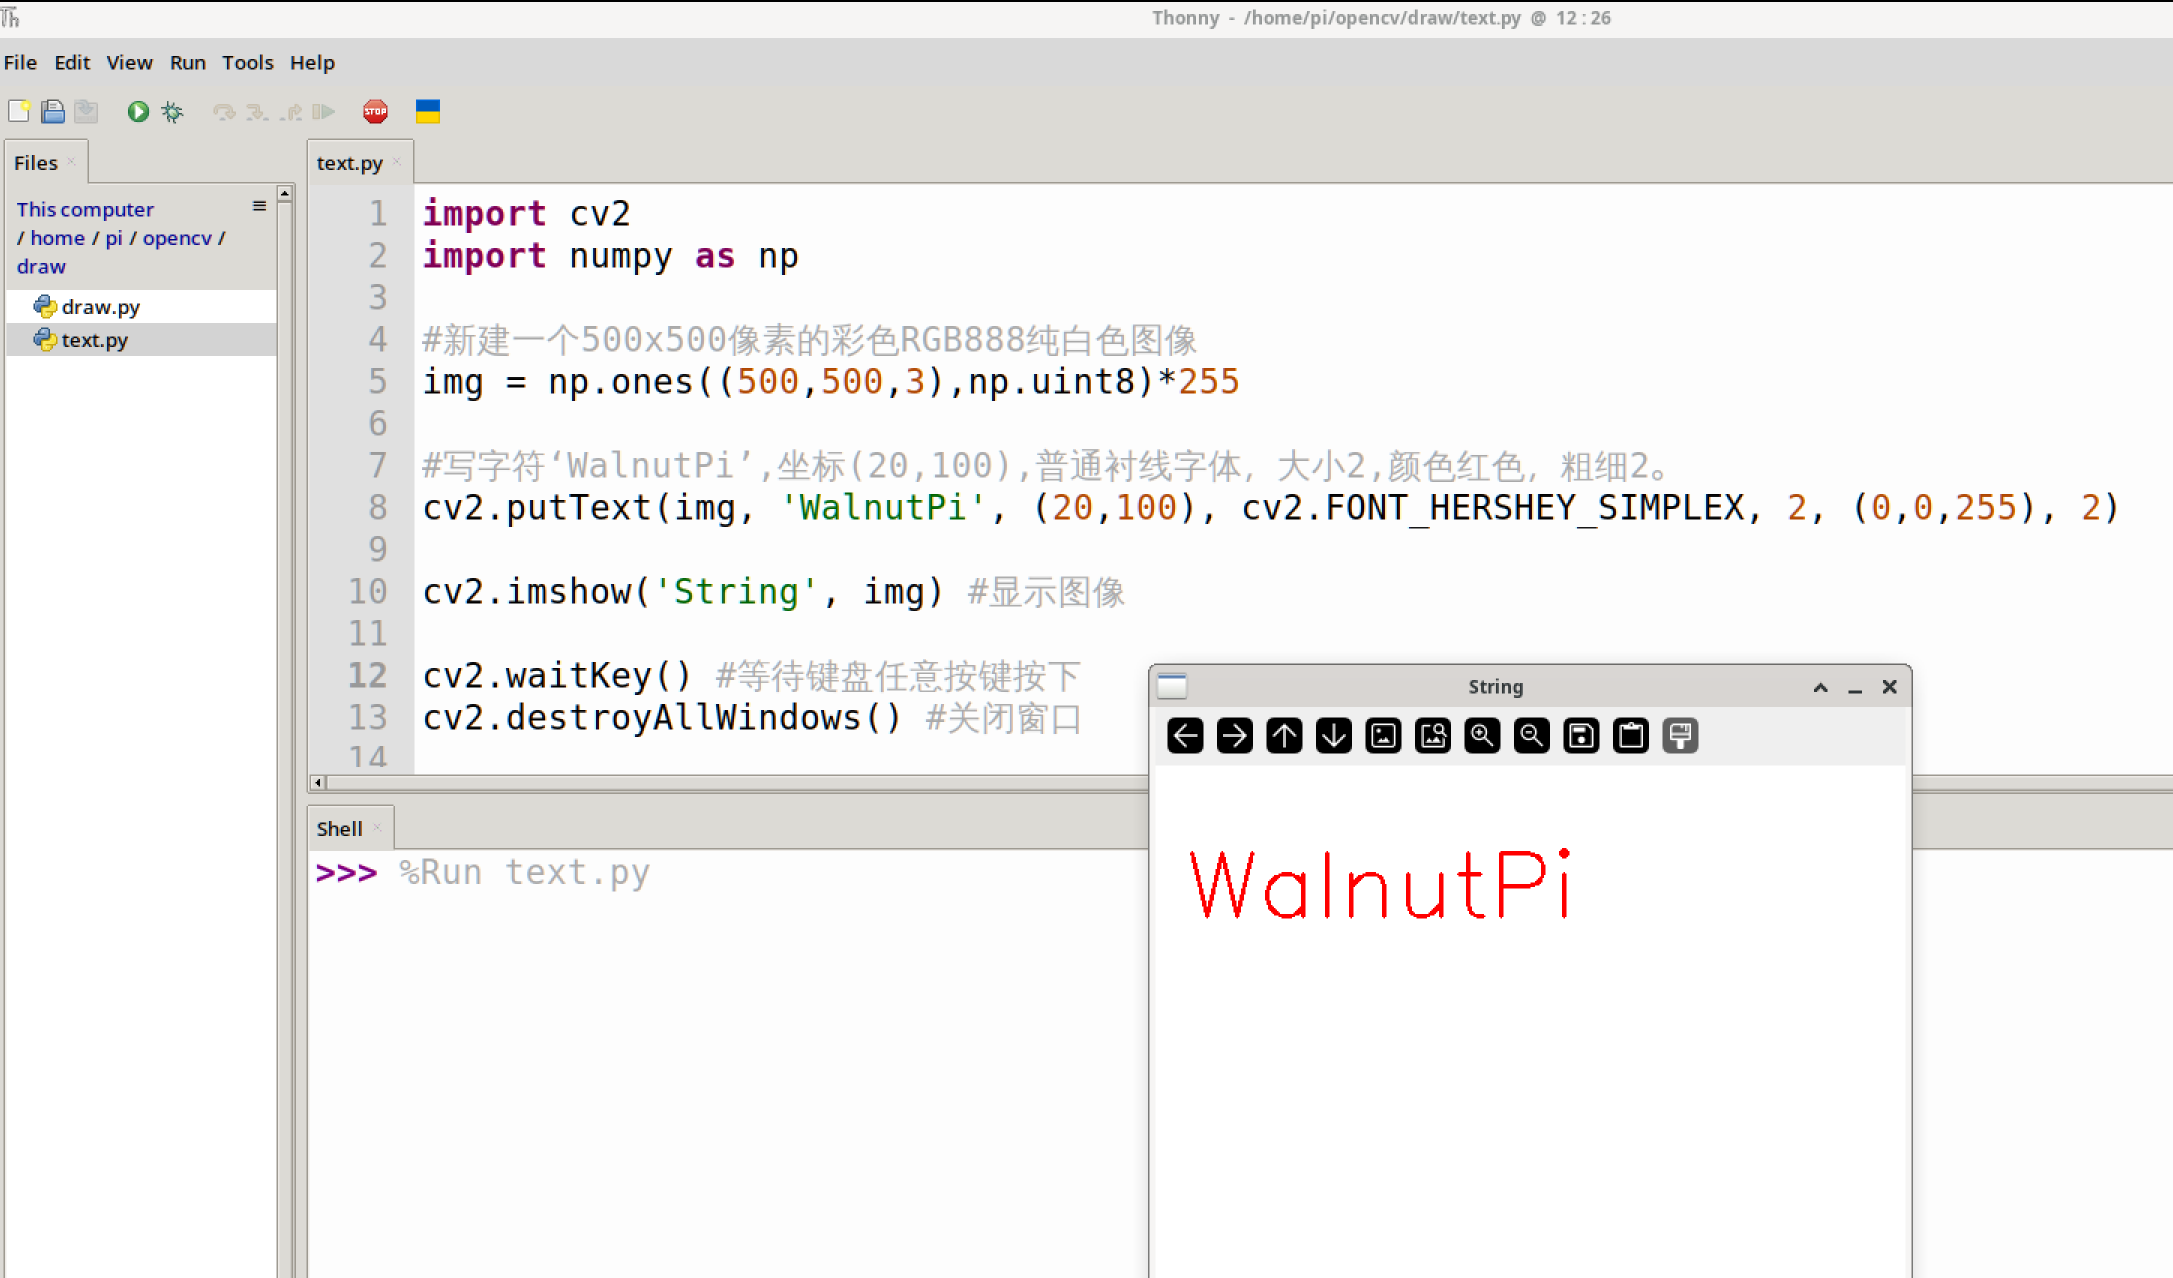 Thonny - /home/pi/opencv/draw/text.py @ 12:26
File Edit View Run Tools Help
STOP
Files
This computer
/ home / pi / opencv /
draw
draw.py
text.py
text.py
1 import cv2
2 import numpy as np
3
4 #新建一个500x500像素的彩色RGB888纯白色图像
5 img = np.ones((500,500,3),np.uint8)*255
6
7 #写字符‘WalnutPi’,坐标(20,100),普通衬线字体，大小2,颜色红色，粗细2。
8 cv2.putText(img, 'WalnutPi', (20,100), cv2.FONT_HERSHEY_SIMPLEX, 2, (0,0,255), 2)
9
10 cv2.imshow('String', img) #显示图像
11
12 cv2.waitKey() #等待键盘任意按键按下
13 cv2.destroyAllWindows() #关闭窗口
14
Shell
>>> %Run text.py
String
WalnutPi